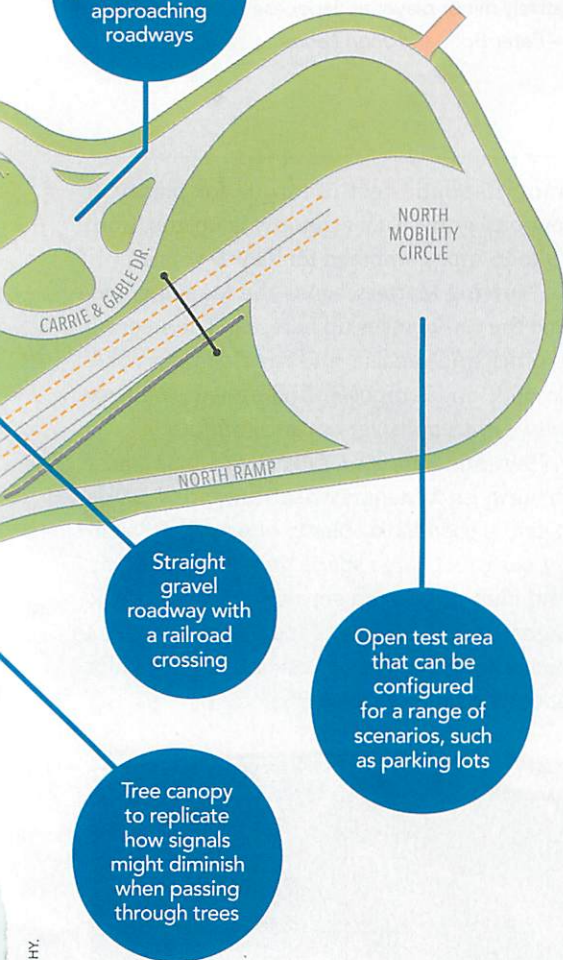 approaching
roadways
NORTH
MOBILITY
CIRCLE
CARRIE & GABLE DR.
NORTH RAMP
Straight
gravel
roadway with
a railroad
crossing
Open test area
that can be
configured
for a range of
scenarios, such
as parking lots
Tree canopy
to replicate
how signals
might diminish
when passing
through trees
HY.